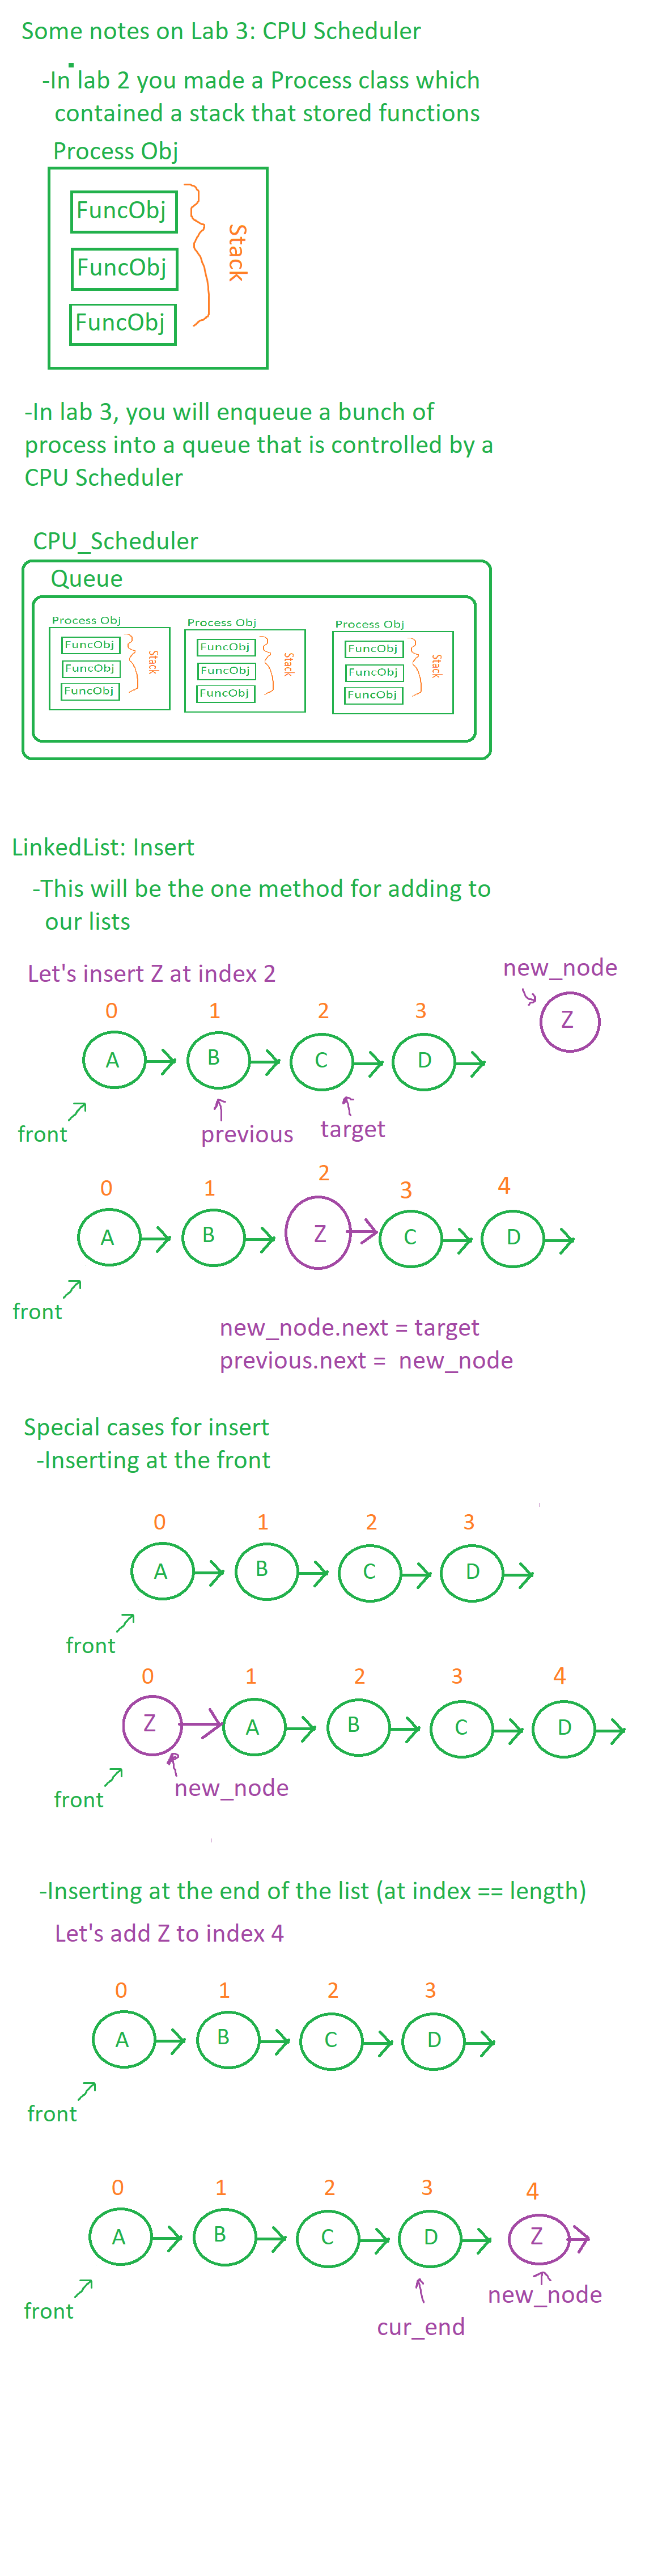 Some notes on Lab 3: CPU Scheduler
-In lab 2 you made a Process class which
contained a stack that stored functions
Process Obj
FuncObj
FuncObj
FuncObj
Stack
-In lab 3, you will enqueue a bunch of
process into a queue that is controlled by a
CPU Scheduler
CPU_Scheduler
Queue
Process Obj
FuncObj
FuncObj
FuncObj
Stack
Process Obj
FuncObj
FuncObj
FuncObj
Stack
Process Obj
FuncObj
FuncObj
FuncObj
Stack
LinkedList: Insert
-This will be the one method for adding to
our lists
Let's insert Z at index 2
new_node
Z
0 1 2 3
A B C D
front
previous
target
0 1 2 3 4
A B Z C D
front
new_node.next = target
previous.next = new_node
Special cases for insert
-Inserting at the front
0 1 2 3
A B C D
front
0 1 2 3 4
Z A B C D
new_node
front
-Inserting at the end of the list (at index == length)
Let's add Z to index 4
0 1 2 3
A B C D
front
0 1 2 3 4
A B C D Z
new_node
front
cur_end